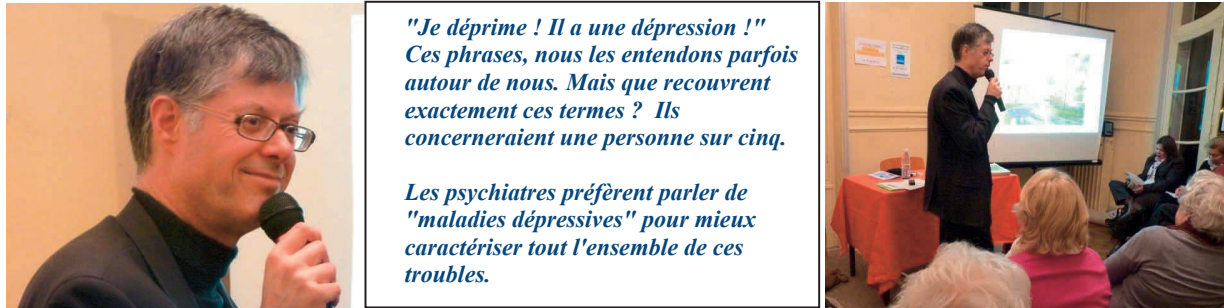 "Je déprime ! Il a une dépression !"
Ces phrases, nous les entendons parfois
autour de nous. Mais que recouvrent
exactement ces termes ?  Ils
concerneraient une personne sur cinq.
Les psychiatres préfèrent parler de
"maladies dépressives" pour mieux
caractériser tout l'ensemble de ces
troubles.